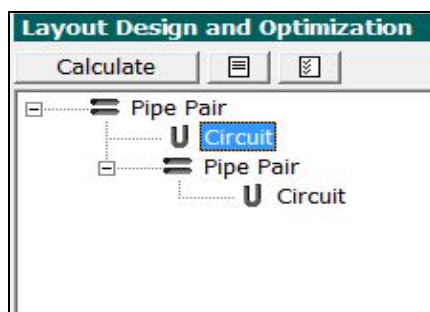 Layout Design and Optimization
Calculate
Pipe Pair
Circuit
Pipe Pair
Circuit